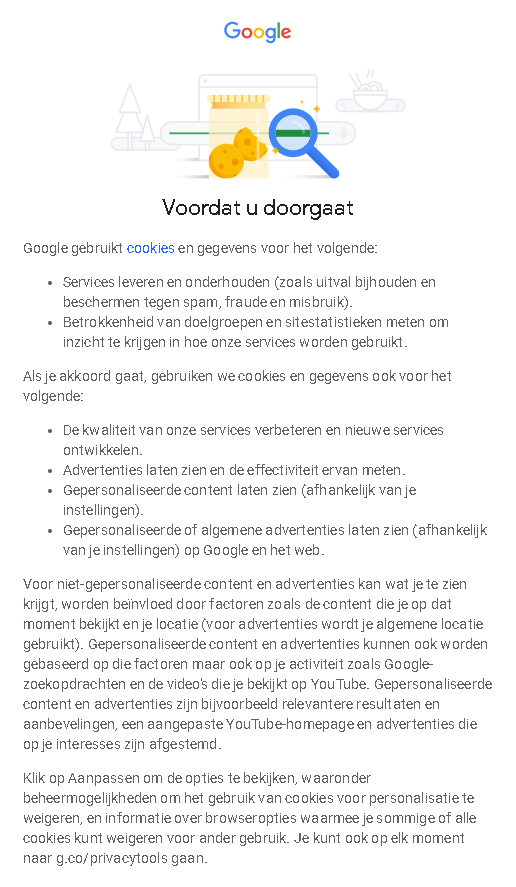 Google
Voordat u doorgaat
Google gebruikt cookies en gegevens voor het volgende:
• Services leveren en onderhouden (zoals uitval bijhouden en
beschermen tegen spam, fraude en misbruik).
• Betrokkenheid van doelgroepen en sitestatistieken meten om
inzicht te krijgen in hoe onze services worden gebruikt.
Als je akkoord gaat, gebruiken we cookies en gegevens ook voor het
volgende:
• De kwaliteit van onze services verbeteren en nieuwe services
ontwikkelen.
• Advertenties laten zien en de effectiviteit ervan meten.
• Gepersonaliseerde content laten zien (afhankelijk van je
instellingen).
• Gepersonaliseerde of algemene advertenties laten zien (afhankelijk
van je instellingen) op Google en het web.
Voor niet-gepersonaliseerde content en advertenties kan wat je te zien
krijgt, worden beïnvloed door factoren zoals de content die je op dat
moment bekijkt en je locatie (voor advertenties wordt je algemene locatie
gebruikt). Gepersonaliseerde content en advertenties kunnen ook worden
gebaseerd op die factoren maar ook op je activiteit zoals Google-
zoekopdrachten en de video's die je bekijkt op YouTube. Gepersonaliseerde
content en advertenties zijn bijvoorbeeld relevantere resultaten en
aanbevelingen, een aangepaste YouTube-homepage en advertenties die
op je interesses zijn afgestemd.
Klik op Aanpassen om de opties te bekijken, waaronder
beheermogelijkheden om het gebruik van cookies voor personalisatie te
weigeren, en informatie over browseropties waarmee je sommige of alle
cookies kunt weigeren voor ander gebruik. Je kunt ook op elk moment
naar g.co/privacytools gaan.